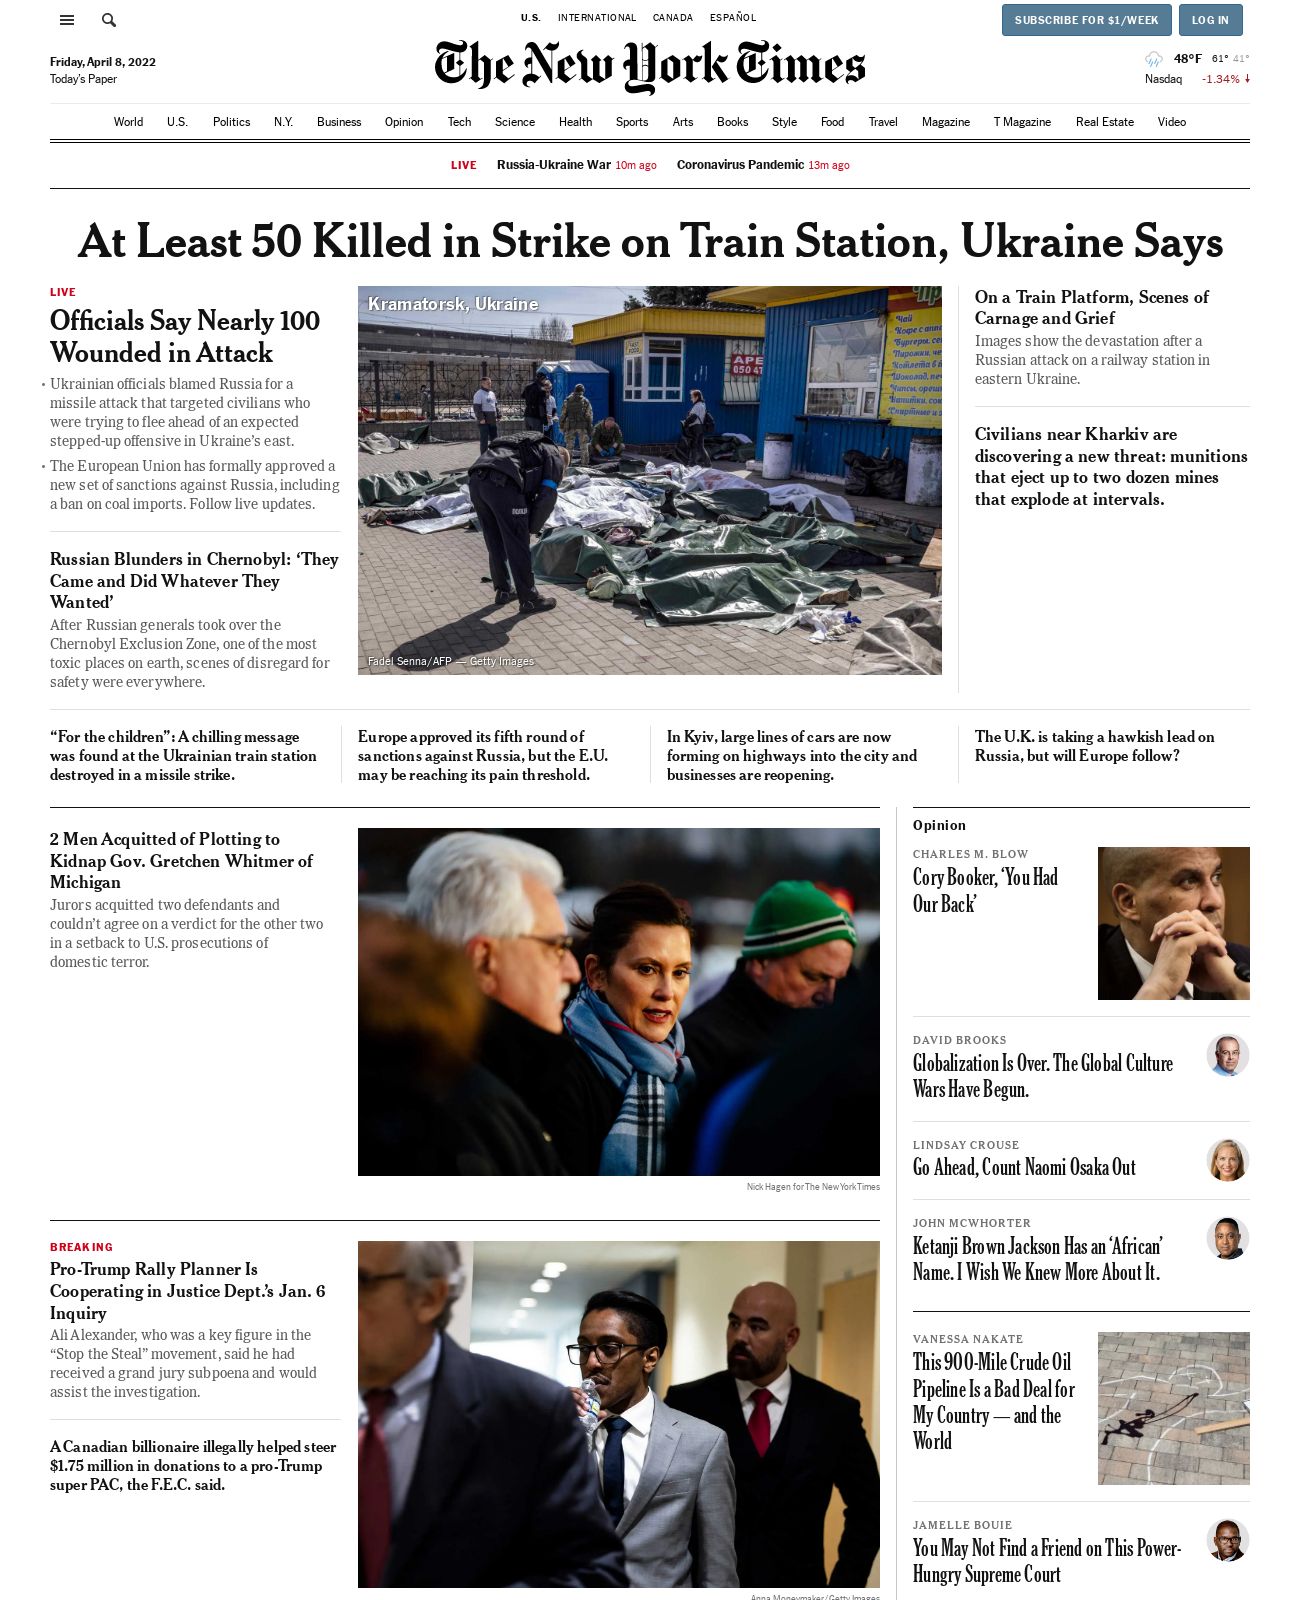 U.S. INTERNATIONAL CANADA ESPAÑOL
SUBSCRIBE FOR $1/WEEK LOG IN
Friday, April 8, 2022
Today's Paper
The New York Times
48°F 61° 41°
Nasdaq -1.34%
World U.S. Politics N.Y. Business Opinion Tech Science Health Sports Arts Books Style Food Travel Magazine T Magazine Real Estate Video
LIVE Russia-Ukraine War 10m ago Coronavirus Pandemic 13m ago
At Least 50 Killed in Strike on Train Station, Ukraine Says
LIVE
Officials Say Nearly 100
Wounded in Attack
• Ukrainian officials blamed Russia for a
missile attack that targeted civilians who
were trying to flee ahead of an expected
stepped-up offensive in Ukraine's east.
• The European Union has formally approved a
new set of sanctions against Russia, including
a ban on coal imports. Follow live updates.
Russian Blunders in Chernobyl: ‘They
Came and Did Whatever They
Wanted’
After Russian generals took over the
Chernobyl Exclusion Zone, one of the most
toxic places on earth, scenes of disregard for
safety were everywhere.
Kramatorsk, Ukraine
Чай
Кофе с
FAST
FOOD
050 47
Fadel Senna/AFP — Getty Images
On a Train Platform, Scenes of
Carnage and Grief
Images show the devastation after a
Russian attack on a railway station in
eastern Ukraine.
Civilians near Kharkiv are
discovering a new threat: munitions
that eject up to two dozen mines
that explode at intervals.
“For the children”: A chilling message
was found at the Ukrainian train station
destroyed in a missile strike.
Europe approved its fifth round of
sanctions against Russia, but the E.U.
may be reaching its pain threshold.
In Kyiv, large lines of cars are now
forming on highways into the city and
businesses are reopening.
The U.K. is taking a hawkish lead on
Russia, but will Europe follow?
2 Men Acquitted of Plotting to
Kidnap Gov. Gretchen Whitmer of
Michigan
Jurors acquitted two defendants and
couldn't agree on a verdict for the other two
in a setback to U.S. prosecutions of
domestic terror.
Nick Hagen for The New York Times
BREAKING
Pro-Trump Rally Planner Is
Cooperating in Justice Dept.'s Jan. 6
Inquiry
Ali Alexander, who was a key figure in the
“Stop the Steal” movement, said he had
received a grand jury subpoena and would
assist the investigation.
A Canadian billionaire illegally helped steer
$1.75 million in donations to a pro-Trump
super PAC, the F.E.C. said.
Anna Moneymaker/Getty Images
Opinion
CHARLES M. BLOW
Cory Booker, ‘You Had
Our Back’
DAVID BROOKS
Globalization Is Over. The Global Culture
Wars Have Begun.
LINDSAY CROUSE
Go Ahead, Count Naomi Osaka Out
JOHN MCWHORTER
Ketanji Brown Jackson Has an ‘African’
Name. I Wish We Knew More About It.
VANESSA NAKATE
This 900-Mile Crude Oil
Pipeline Is a Bad Deal for
My Country — and the
World
JAMELLE BOUIE
You May Not Find a Friend on This Power-
Hungry Supreme Court